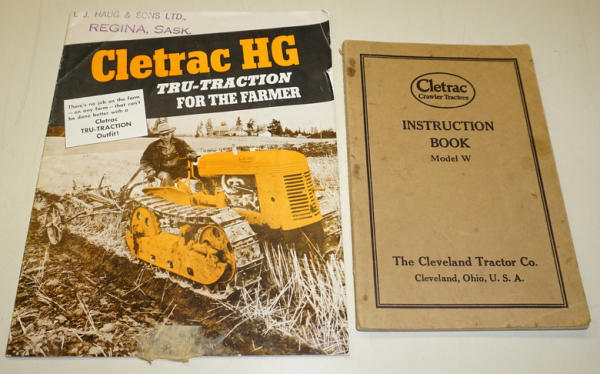 L. J. HAUG & SONS LTD.,
REGINA, SASK.
Cletrac HG
TRU-TRACTION
FOR THE FARMER
There's no job on the farm
—on any farm—that can't
be done better with a
Cletrac
TRU-TRACTION
Outfit!
Cletrac
Crawler Tractors
INSTRUCTION
BOOK
Model W
The Cleveland Tractor Co.
Cleveland, Ohio, U. S. A.